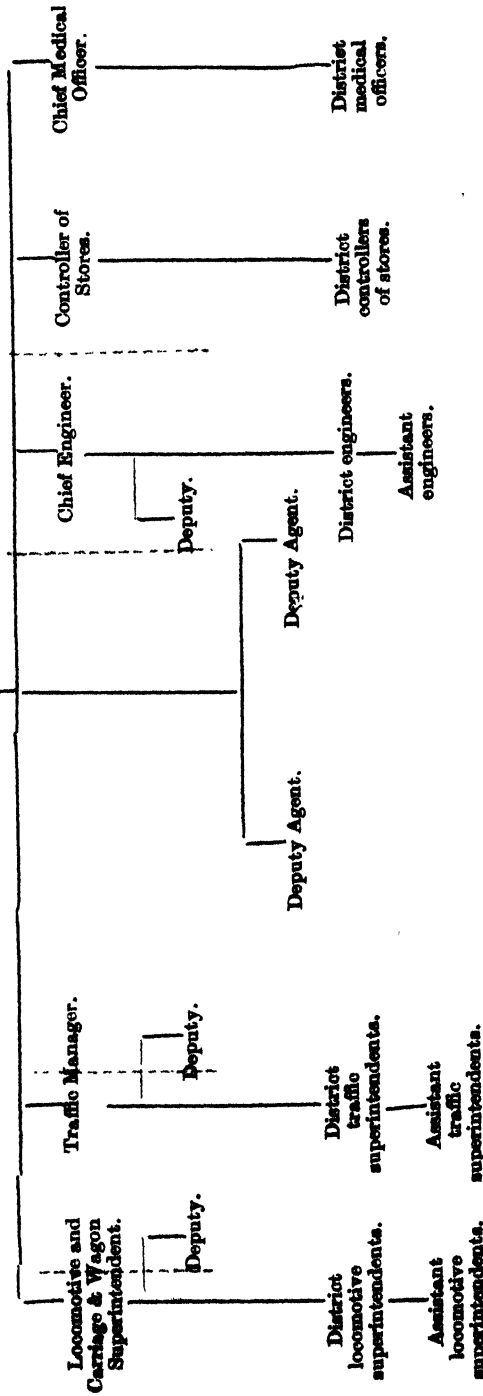 Locomotive and
Carriage & Wagon
Superintendent.
Traffic Manager.
Chief Engineer.
Controller of
Stores.
Chief Medical
Officer.
Deputy.
Deputy.
Deputy.
Deputy Agent.
Deputy Agent.
District
locomotive
superintendents.
District
traffic
superintendents.
District engineers.
District
controllers
of stores.
District
medical
officers.
Assistant
locomotive
superintendents.
Assistant
traffic
superintendents.
Assistant
engineers.